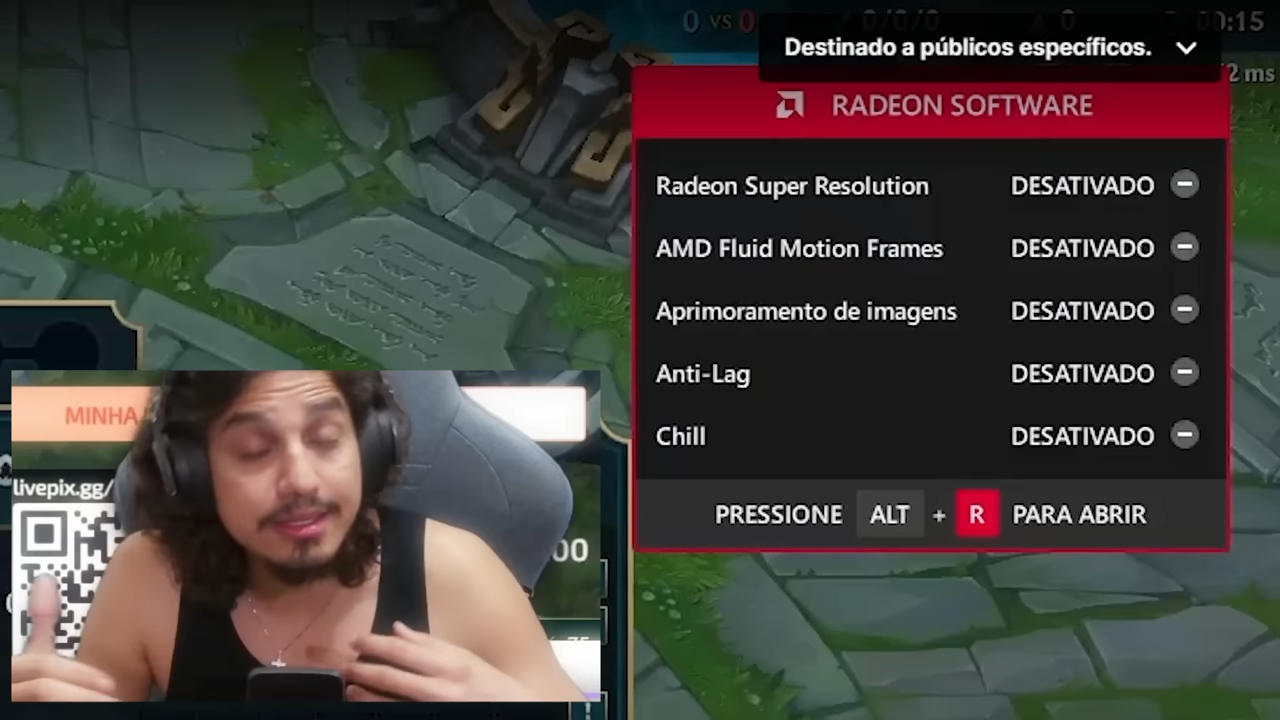 0 vs 0
0/0/0
0
00:15
Destinado a públicos específicos.
2 ms
RADEON SOFTWARE
Radeon Super Resolution DESATIVADO
AMD Fluid Motion Frames DESATIVADO
Aprimoramento de imagens DESATIVADO
Anti-Lag DESATIVADO
Chill DESATIVADO
PRESSIONE ALT + R PARA ABRIR
MINHA
livepix.gg/
00